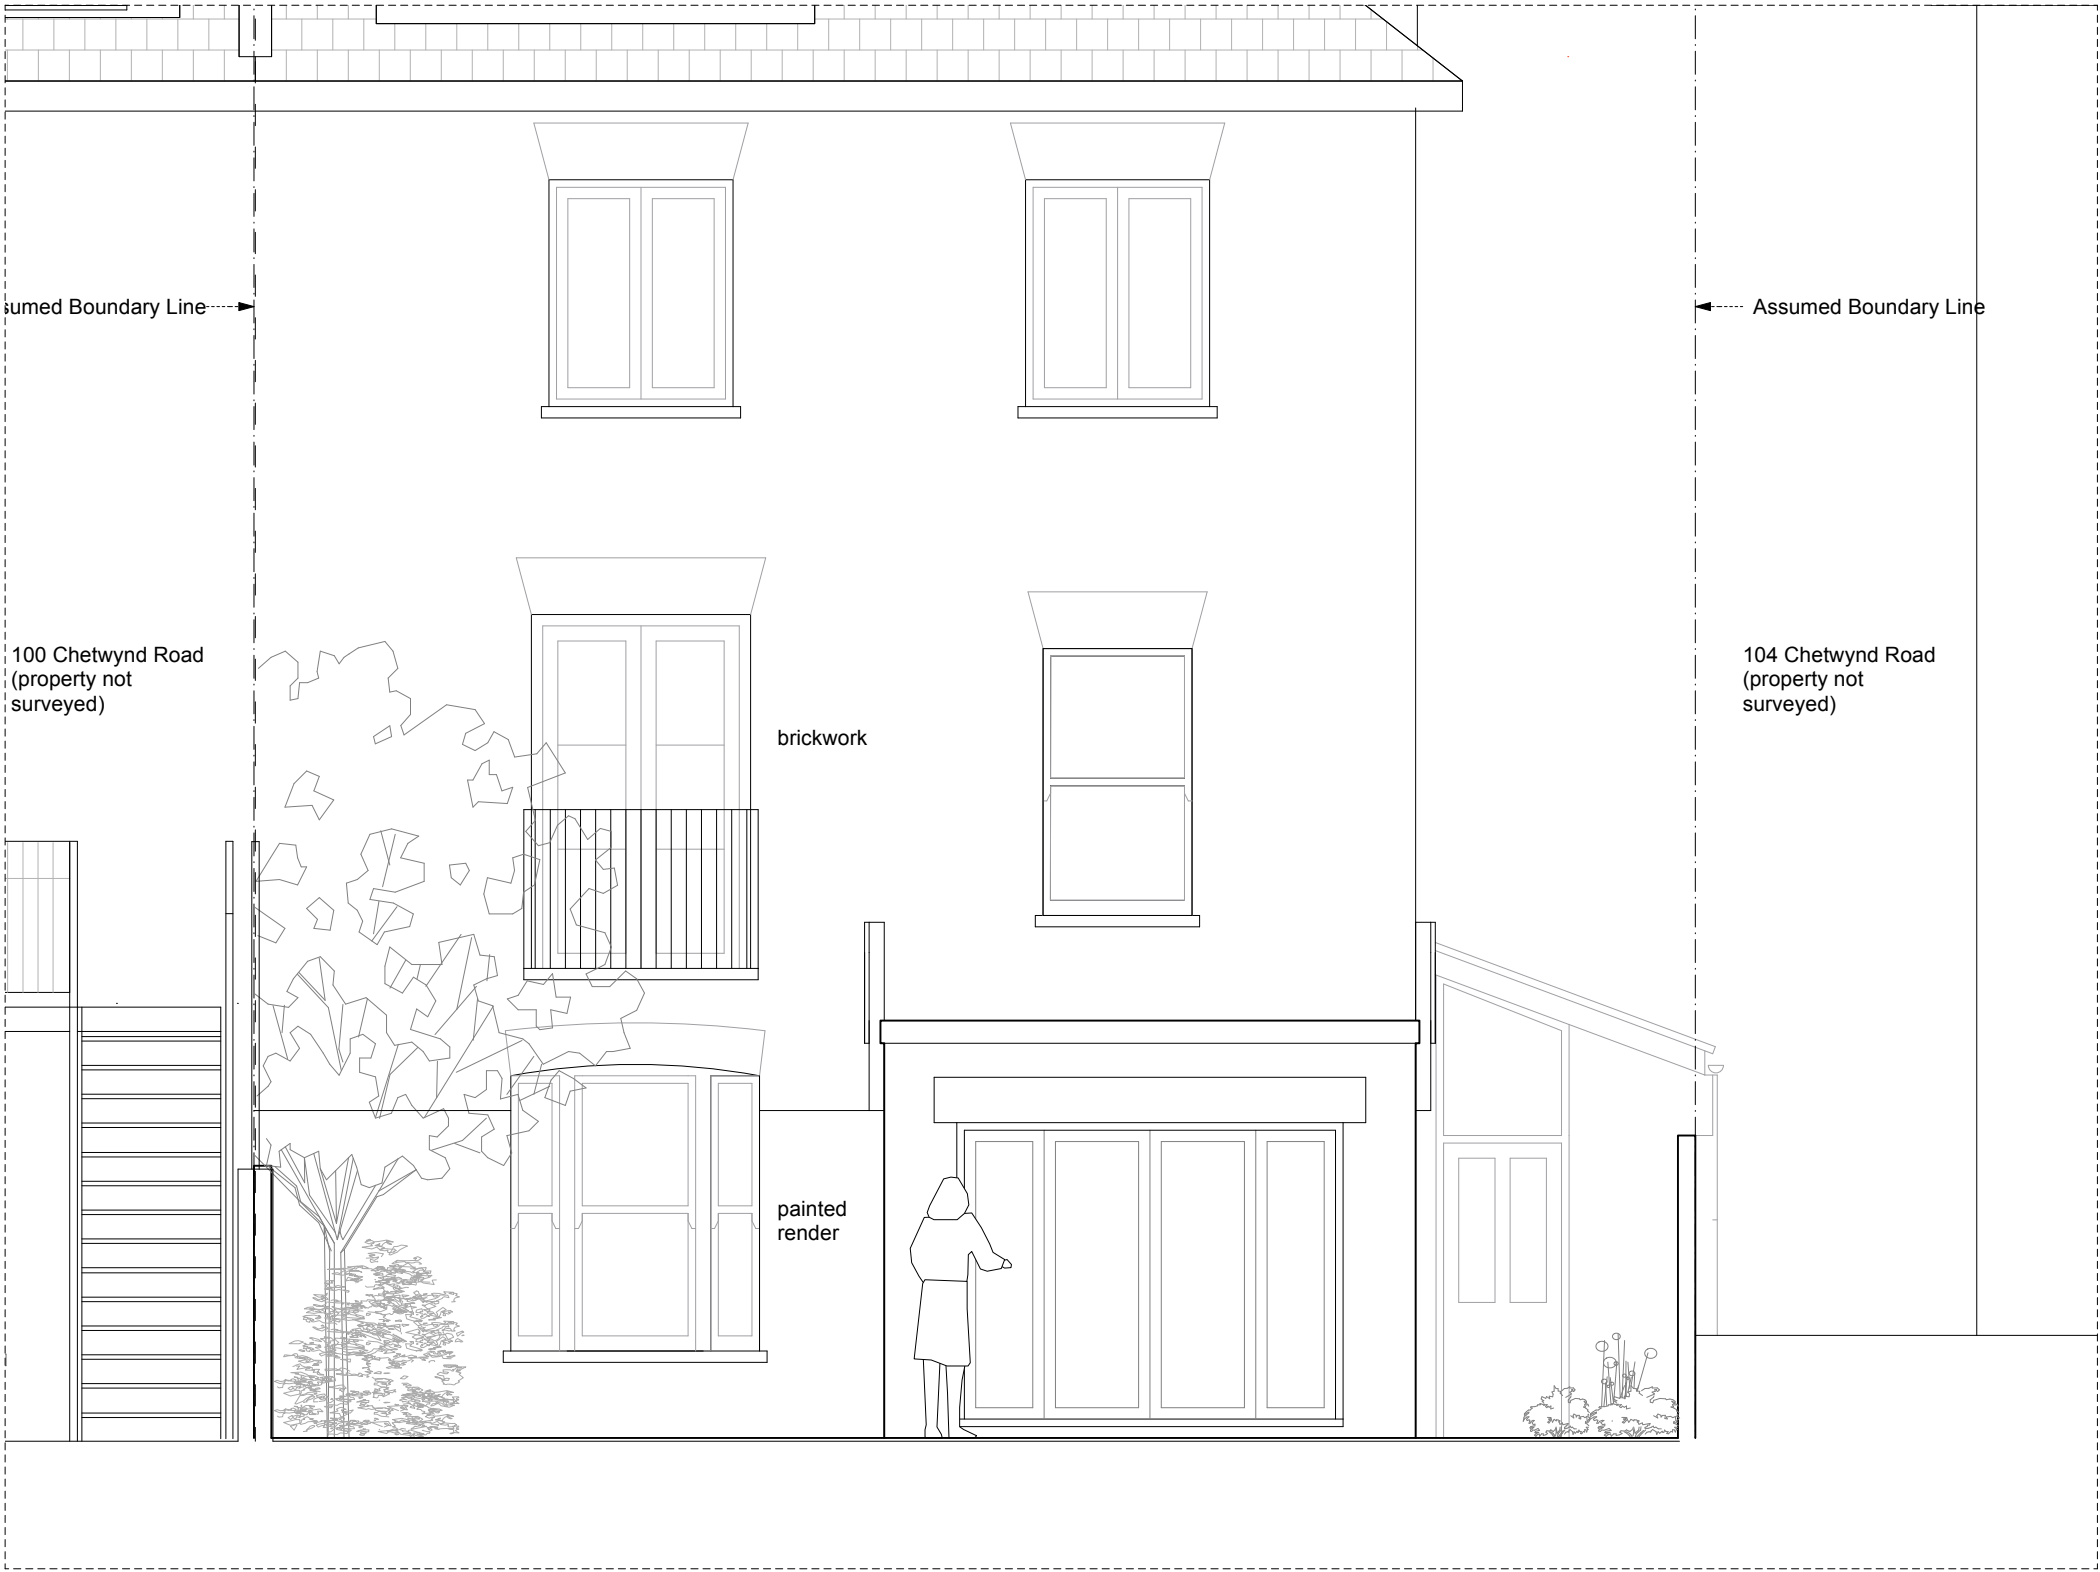 sumed Boundary Line
Assumed Boundary Line
100 Chetwynd Road
(property not
surveyed)
104 Chetwynd Road
(property not
surveyed)
brickwork
painted
render